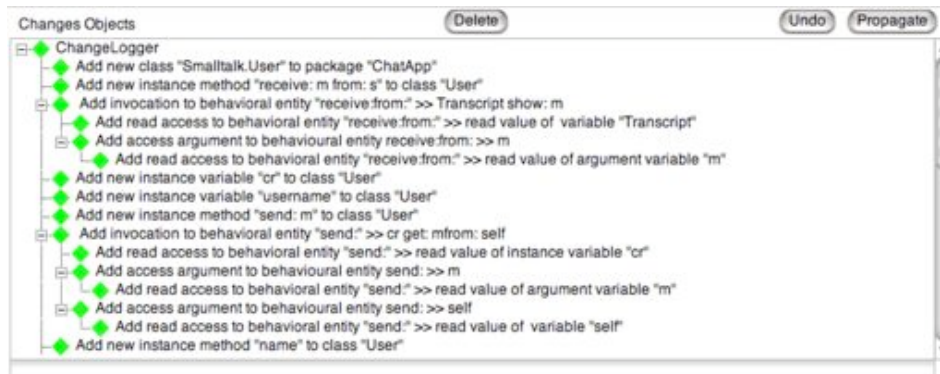 Changes Objects Delete Undo Propagate
ChangeLogger
Add new class "Smalltalk.User" to package "ChatApp"
Add new instance method "receive: m from: s" to class "User"
Add invocation to behavioral entity "receive:from:" >> Transcript show: m
Add read access to behavioral entity "receive:from:" >> read value of variable "Transcript"
Add access argument to behavioural entity receive:from: >> m
Add read access to behavioral entity "receive:from:" >> read value of argument variable "m"
Add new instance variable "cr" to class "User"
Add new instance variable "username" to class "User"
Add new instance method "send: m" to class "User"
Add invocation to behavioral entity "send:" >> cr get: mfrom: self
Add read access to behavioral entity "send:" >> read value of instance variable "cr"
Add access argument to behavioural entity send: >> m
Add read access to behavioral entity "send:" >> read value of argument variable "m"
Add access argument to behavioural entity send: >> self
Add read access to behavioral entity "send:" >> read value of variable "self"
Add new instance method "name" to class "User"